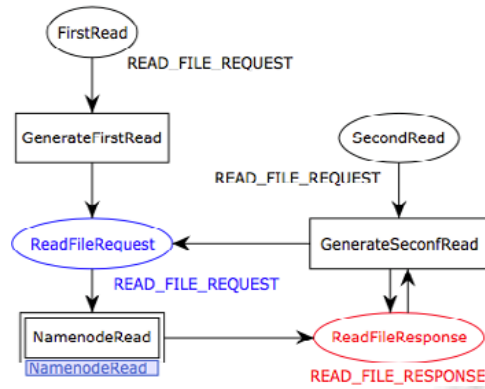 FirstRead
READ_FILE_REQUEST
GenerateFirstRead
SecondRead
READ_FILE_REQUEST
ReadFileRequest
GenerateSeconfRead
READ_FILE_REQUEST
NamenodeRead
ReadFileResponse
NamenodeRead
READ_FILE_RESPONSE